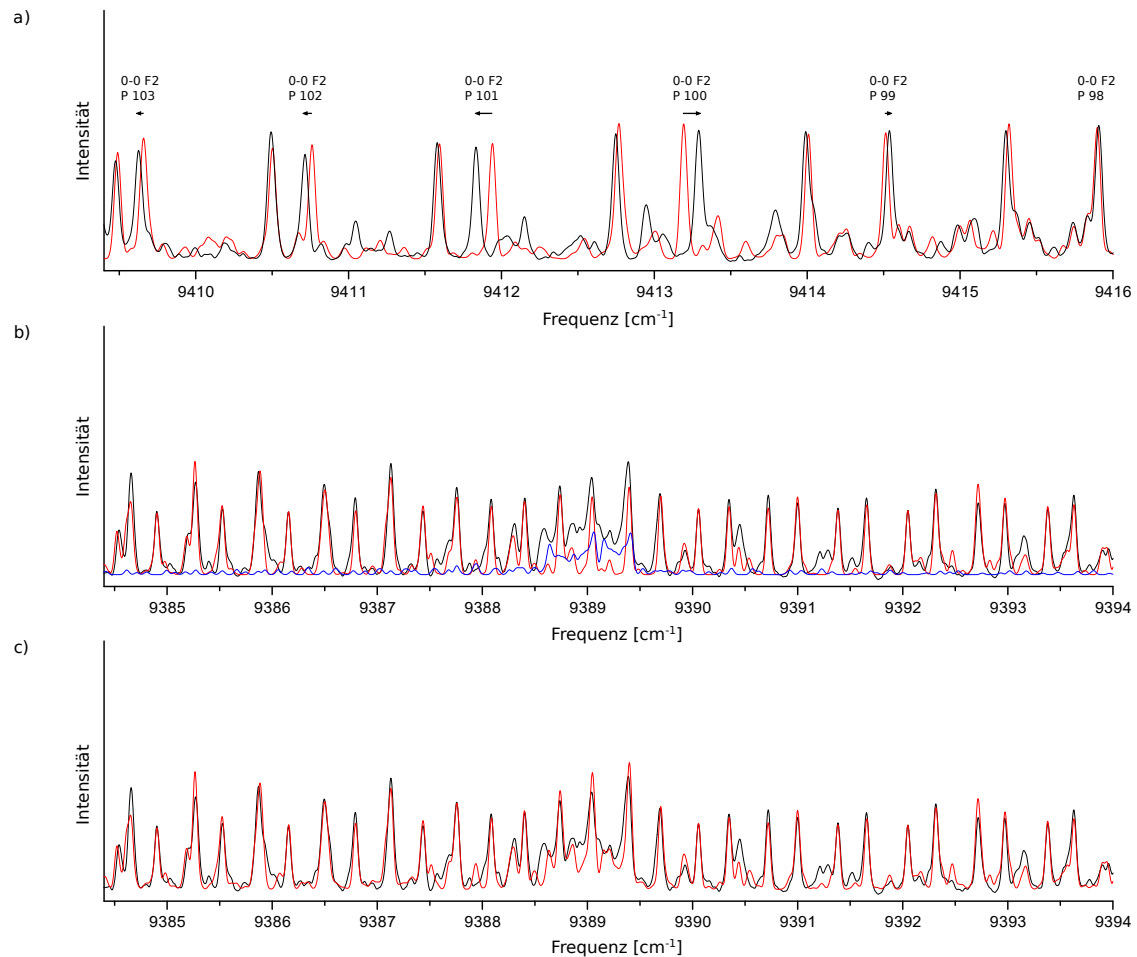 a)
0-0 F2 0-0 F2 0-0 F2 0-0 F2 0-0 F2 0-0 F2
P 103 P 102 P 101 P 100 P 99 P 98
Intensität
9410 9411 9412 9413 9414 9415 9416
Frequenz [cm⁻¹]
b)
Intensität
9385 9386 9387 9388 9389 9390 9391 9392 9393 9394
Frequenz [cm⁻¹]
c)
Intensität
9385 9386 9387 9388 9389 9390 9391 9392 9393 9394
Frequenz [cm⁻¹]